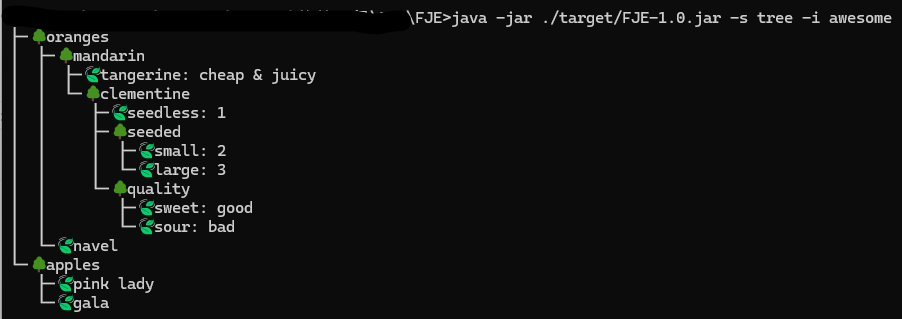 \FJE>java -jar ./target/FJE-1.0.jar -s tree -i awesome
oranges
mandarin
tangerine: cheap & juicy
clementine
seedless: 1
seeded
small: 2
large: 3
quality
sweet: good
sour: bad
navel
apples
pink lady
gala